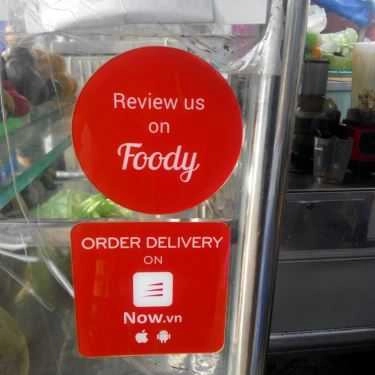 Review us
on
Foody
ORDER DELIVERY
ON
Now.vn